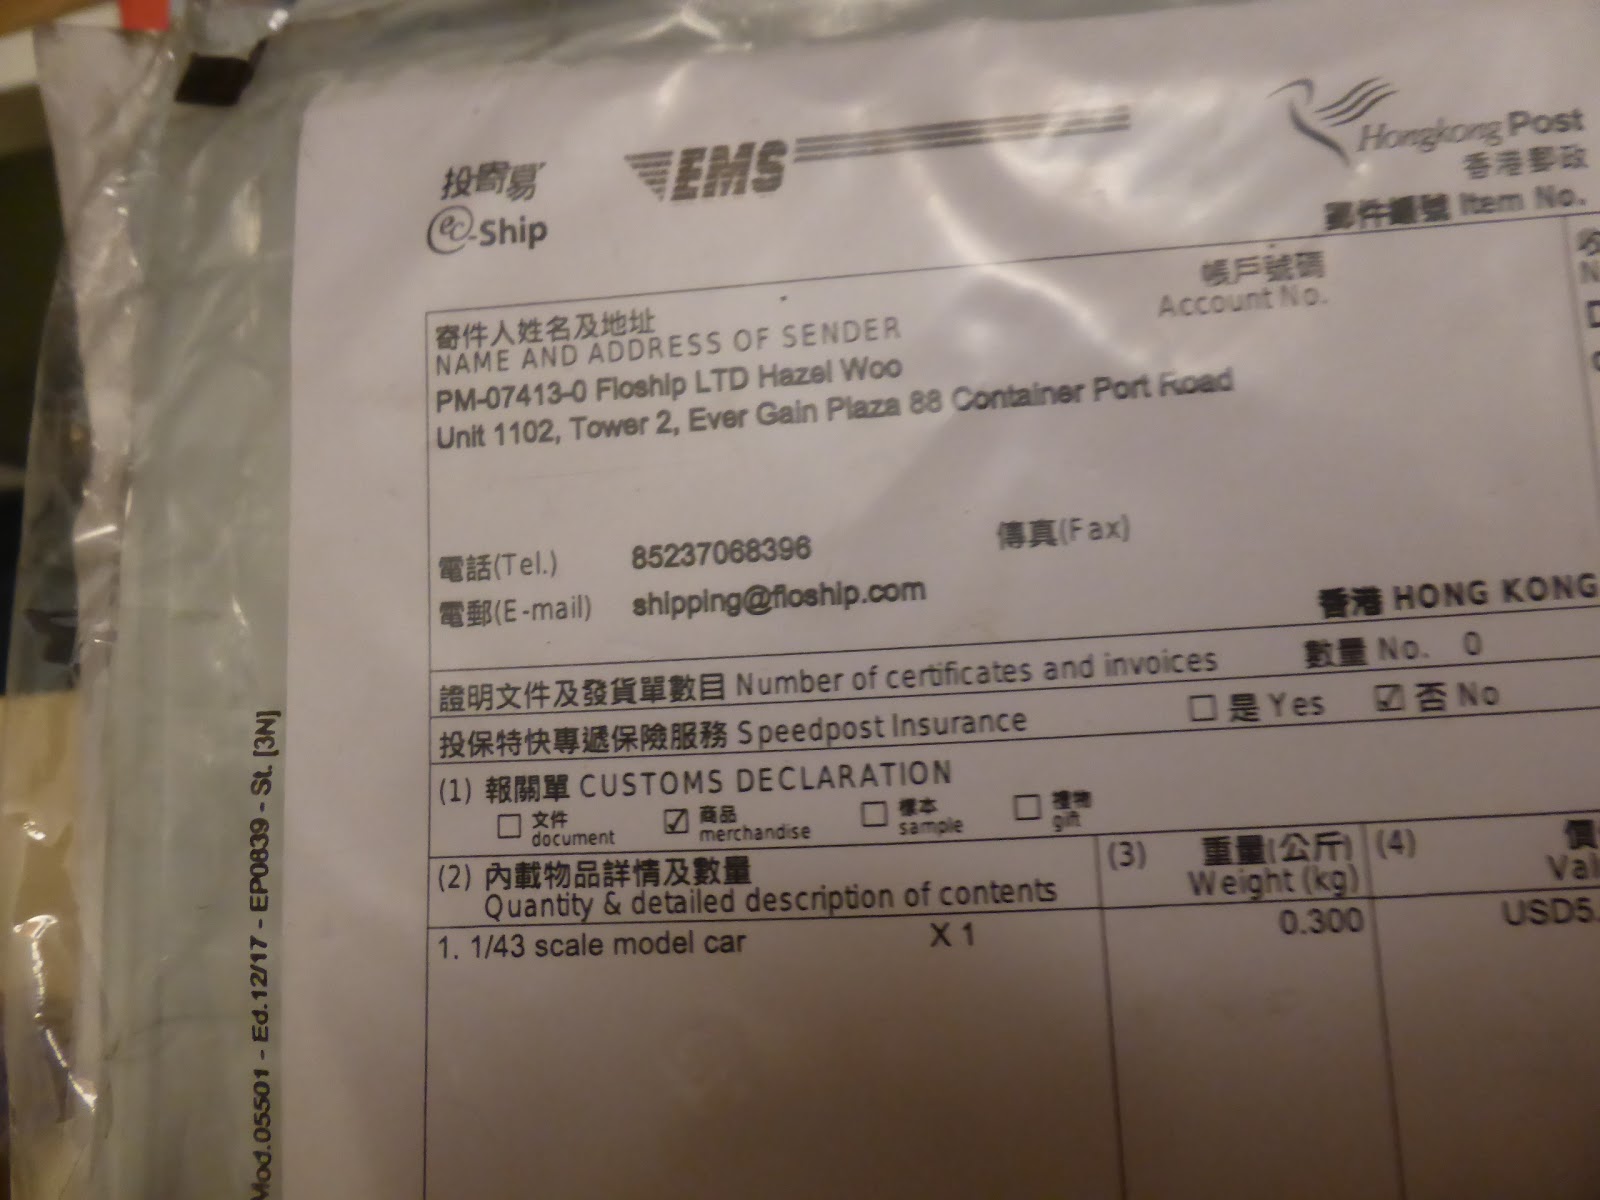 投寄易
ec-Ship
EMS
Hongkong Post
香港郵政
郵件編號 Item No.
帳戶號碼
Account No.
寄件人姓名及地址
NAME AND ADDRESS OF SENDER
PM-07413-0 Floship LTD Hazel Woo
Unit 1102, Tower 2, Ever Gain Plaza 88 Container Port Road
電話(Tel.) 85237068396 傳真(Fax)
電郵(E-mail) shipping@floship.com
香港 HONG KONG
證明文件及發貨單數目 Number of certificates and invoices 數量 No. 0
投保特快專遞保險服務 Speedpost Insurance 是 Yes 否 No
(1) 報關單 CUSTOMS DECLARATION
文件 商品 樣本 禮物
document merchandise sample gift
(2) 內載物品詳情及數量 (3) 重量(公斤) (4)
Quantity & detailed description of contents Weight (kg)
1. 1/43 scale model car X 1 0.300 USD5.
Mod.05501 - Ed.12/17 - EP0839 - St. [3N]